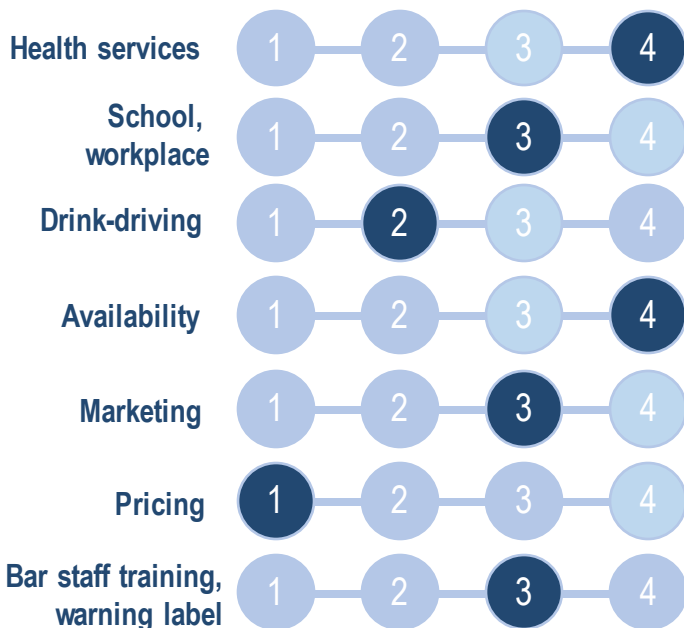 Health services 1 2 3 4
School,
workplace 1 2 3 4
Drink-driving 1 2 3 4
Availability 1 2 3 4
Marketing 1 2 3 4
Pricing 1 2 3 4
Bar staff training,
warning label 1 2 3 4